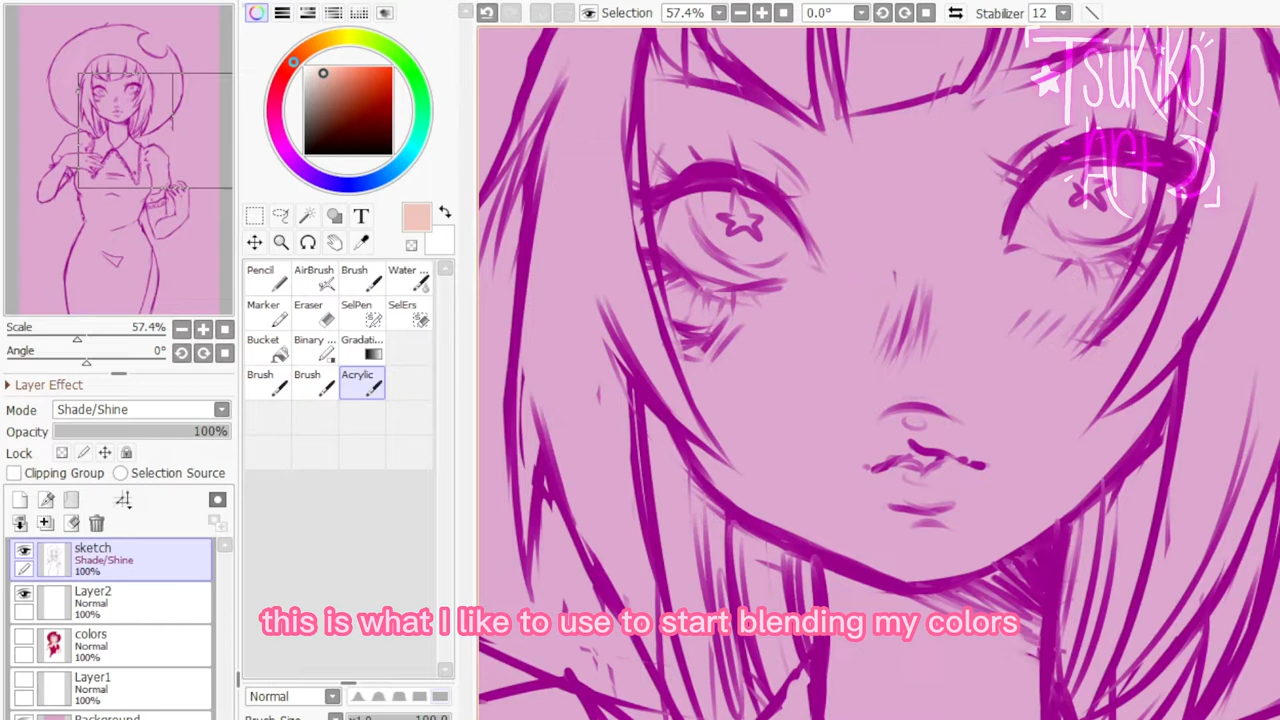 Selection 57.4% 0.0° Stabilizer 12
Tsukiko
Art
T
Pencil AirBrush Brush Water ...
Marker Eraser SelPen SelErs
Bucket Binary ... Gradati...
Brush Brush Acrylic
Scale 57.4%
Angle 0°
Layer Effect
Mode Shade/Shine
Opacity 100%
Lock
Clipping Group Selection Source
sketch
Shade/Shine
100%
Layer2
Normal
100%
colors
Normal
100%
Layer1
Normal
100%
Background
Normal
this is what I like to use to start blending my colors